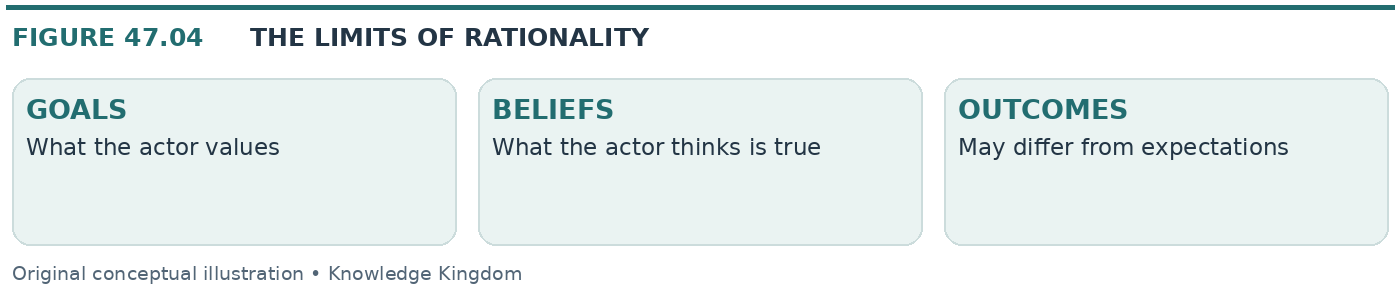 FIGURE 47.04 THE LIMITS OF RATIONALITY
GOALS
What the actor values
BELIEFS
What the actor thinks is true
OUTCOMES
May differ from expectations
Original conceptual illustration • Knowledge Kingdom